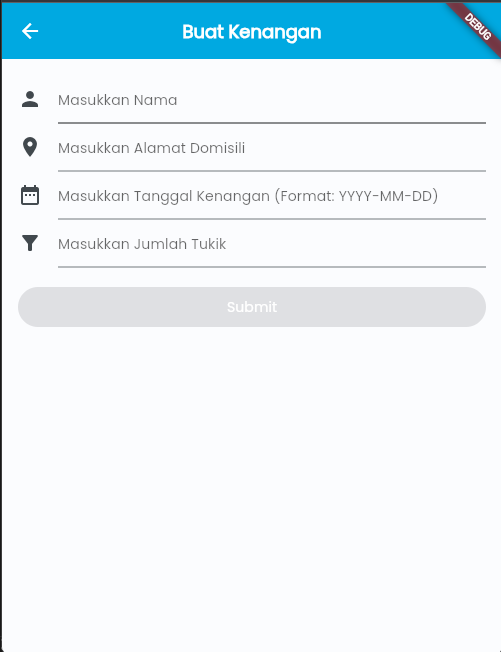 Buat Kenangan
DEBUG
Masukkan Nama
Masukkan Alamat Domisili
Masukkan Tanggal Kenangan (Format: YYYY-MM-DD)
Masukkan Jumlah Tukik
Submit